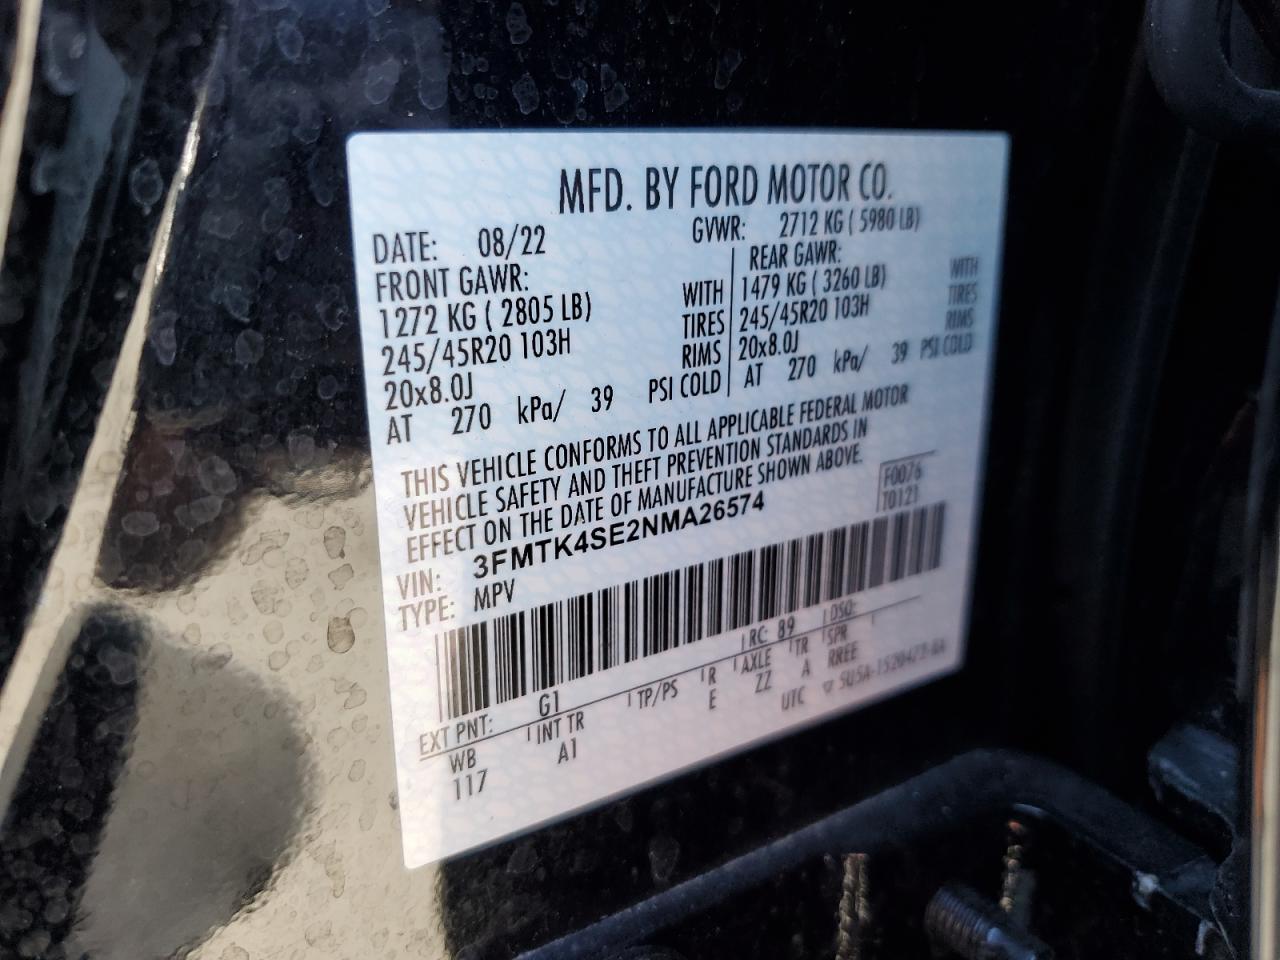 MFD. BY FORD MOTOR CO.
DATE: 08/22 GVWR: 2712 KG ( 5980 LB)
FRONT GAWR: REAR GAWR:
1272 KG ( 2805 LB) WITH 1479 KG ( 3260 LB) WITH
245/45R20 103H TIRES 245/45R20 103H TIRES
20x8.0J RIMS 20x8.0J RIMS
AT 270 kPa/ 39 PSI COLD AT 270 kPa/ 39 PSI COLD
THIS VEHICLE CONFORMS TO ALL APPLICABLE FEDERAL MOTOR
VEHICLE SAFETY AND THEFT PREVENTION STANDARDS IN
EFFECT ON THE DATE OF MANUFACTURE SHOWN ABOVE.
F0076
T0121
VIN: 3FMTK4SE2NMA26574
TYPE: MPV
EXT PNT: G1 RC: 89 DSO:
WB INT TR TP/PS R AXLE TR SPR
117 A1 E ZZ A RREE
UTC